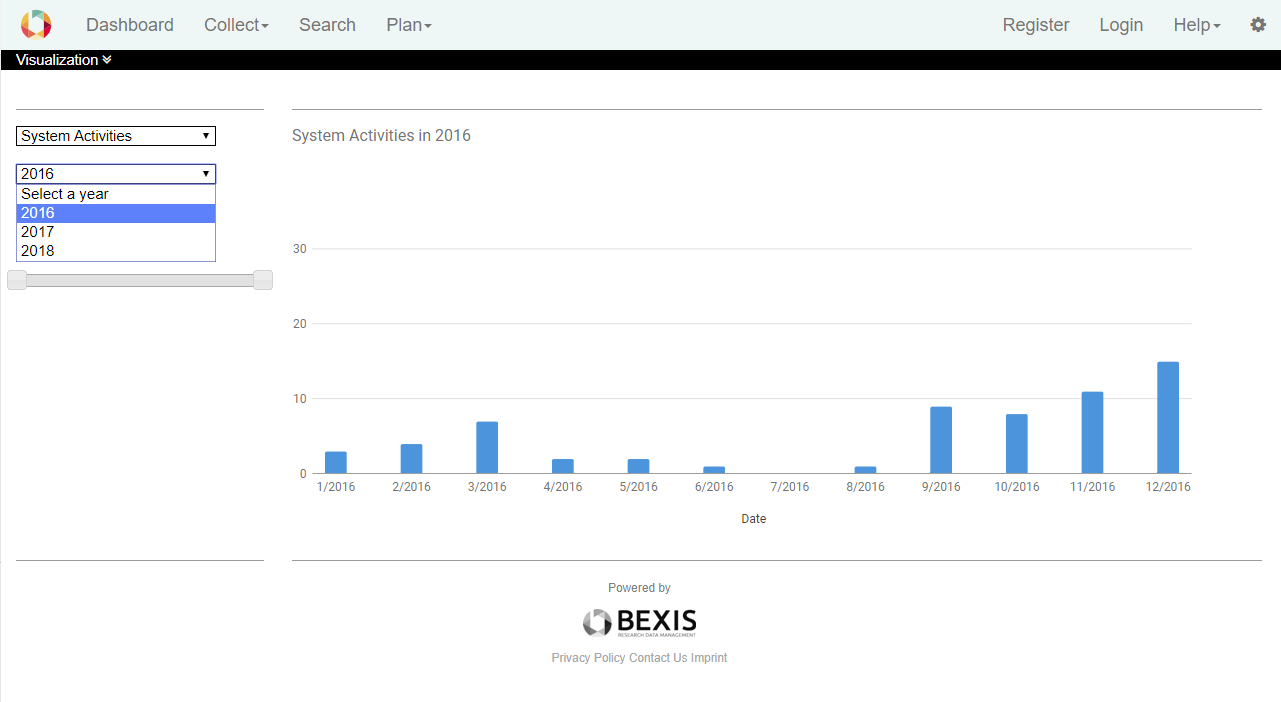 Dashboard Collect Search Plan Register Login Help
Visualization
System Activities
2016
Select a year
2016
2017
2018
System Activities in 2016
30
20
10
0
1/2016 2/2016 3/2016 4/2016 5/2016 6/2016 7/2016 8/2016 9/2016 10/2016 11/2016 12/2016
Date
Powered by
BEXIS
RESEARCH DATA MANAGEMENT
Privacy Policy Contact Us Imprint